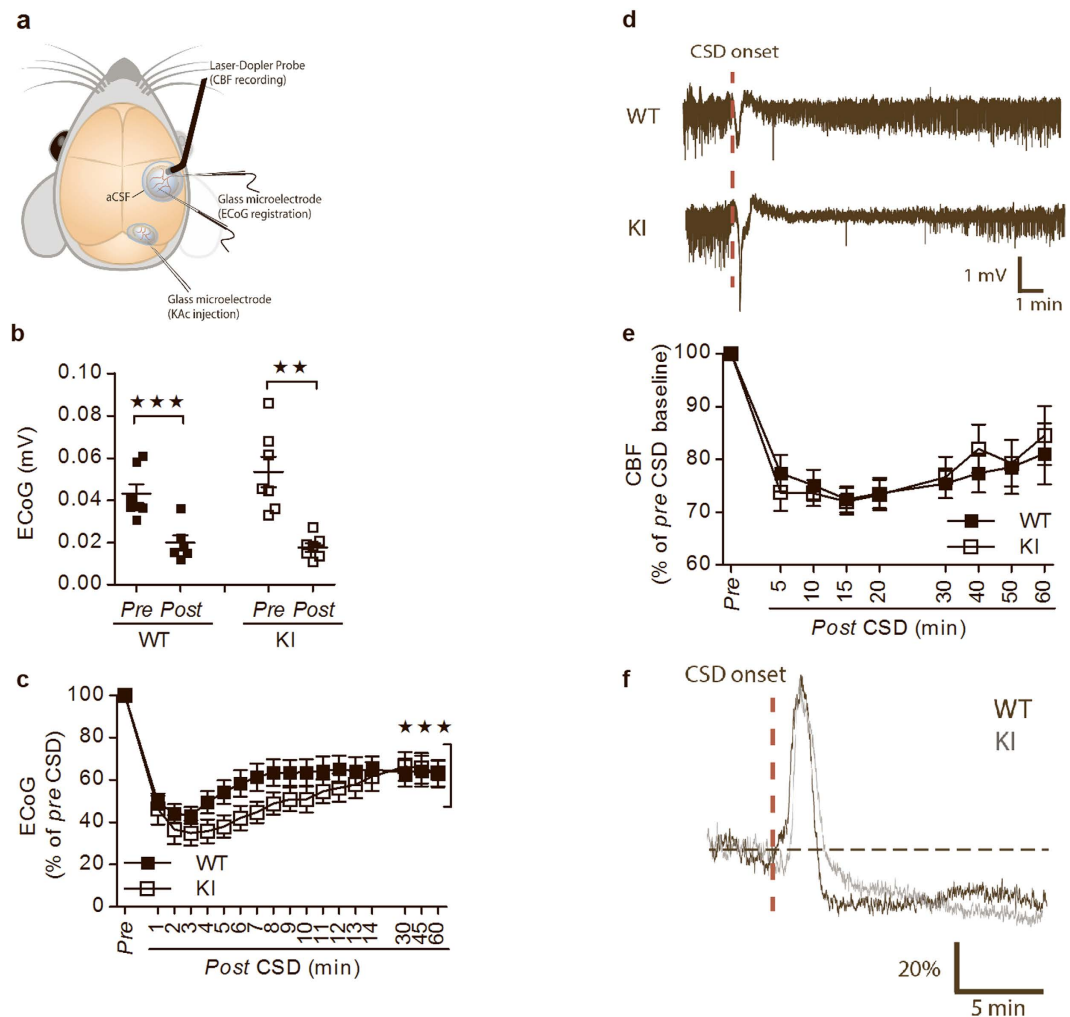 a
Laser-Dopler Probe
(CBF recording)
aCSF
Glass microelectrode
(ECoG registration)
Glass microelectrode
(KAc injection)
b
ECoG (mV)
0.10
0.08
0.06
0.04
0.02
0.00
★★★
★★
Pre Post
Pre Post
WT
KI
c
ECoG
(% of pre CSD)
100
80
60
40
20
0
★★★
WT
KI
Pre
1
2
3
4
5
6
7
8
9
10
11
12
13
14
30
45
60
Post CSD (min)
d
CSD onset
WT
KI
1 mV
1 min
e
CBF
(% of pre CSD baseline)
100
90
80
70
60
WT
KI
Pre
5
10
15
20
30
40
50
60
Post CSD (min)
f
CSD onset
WT
KI
20%
5 min